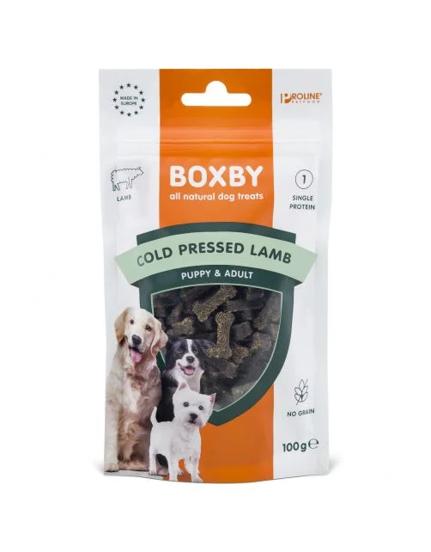 MADE IN
EUROPE
PROLINE
PETFOOD
BOXBY
all natural dog treats
LAMB
1
SINGLE
PROTEIN
COLD PRESSED LAMB
PUPPY & ADULT
NO GRAIN
100g℮